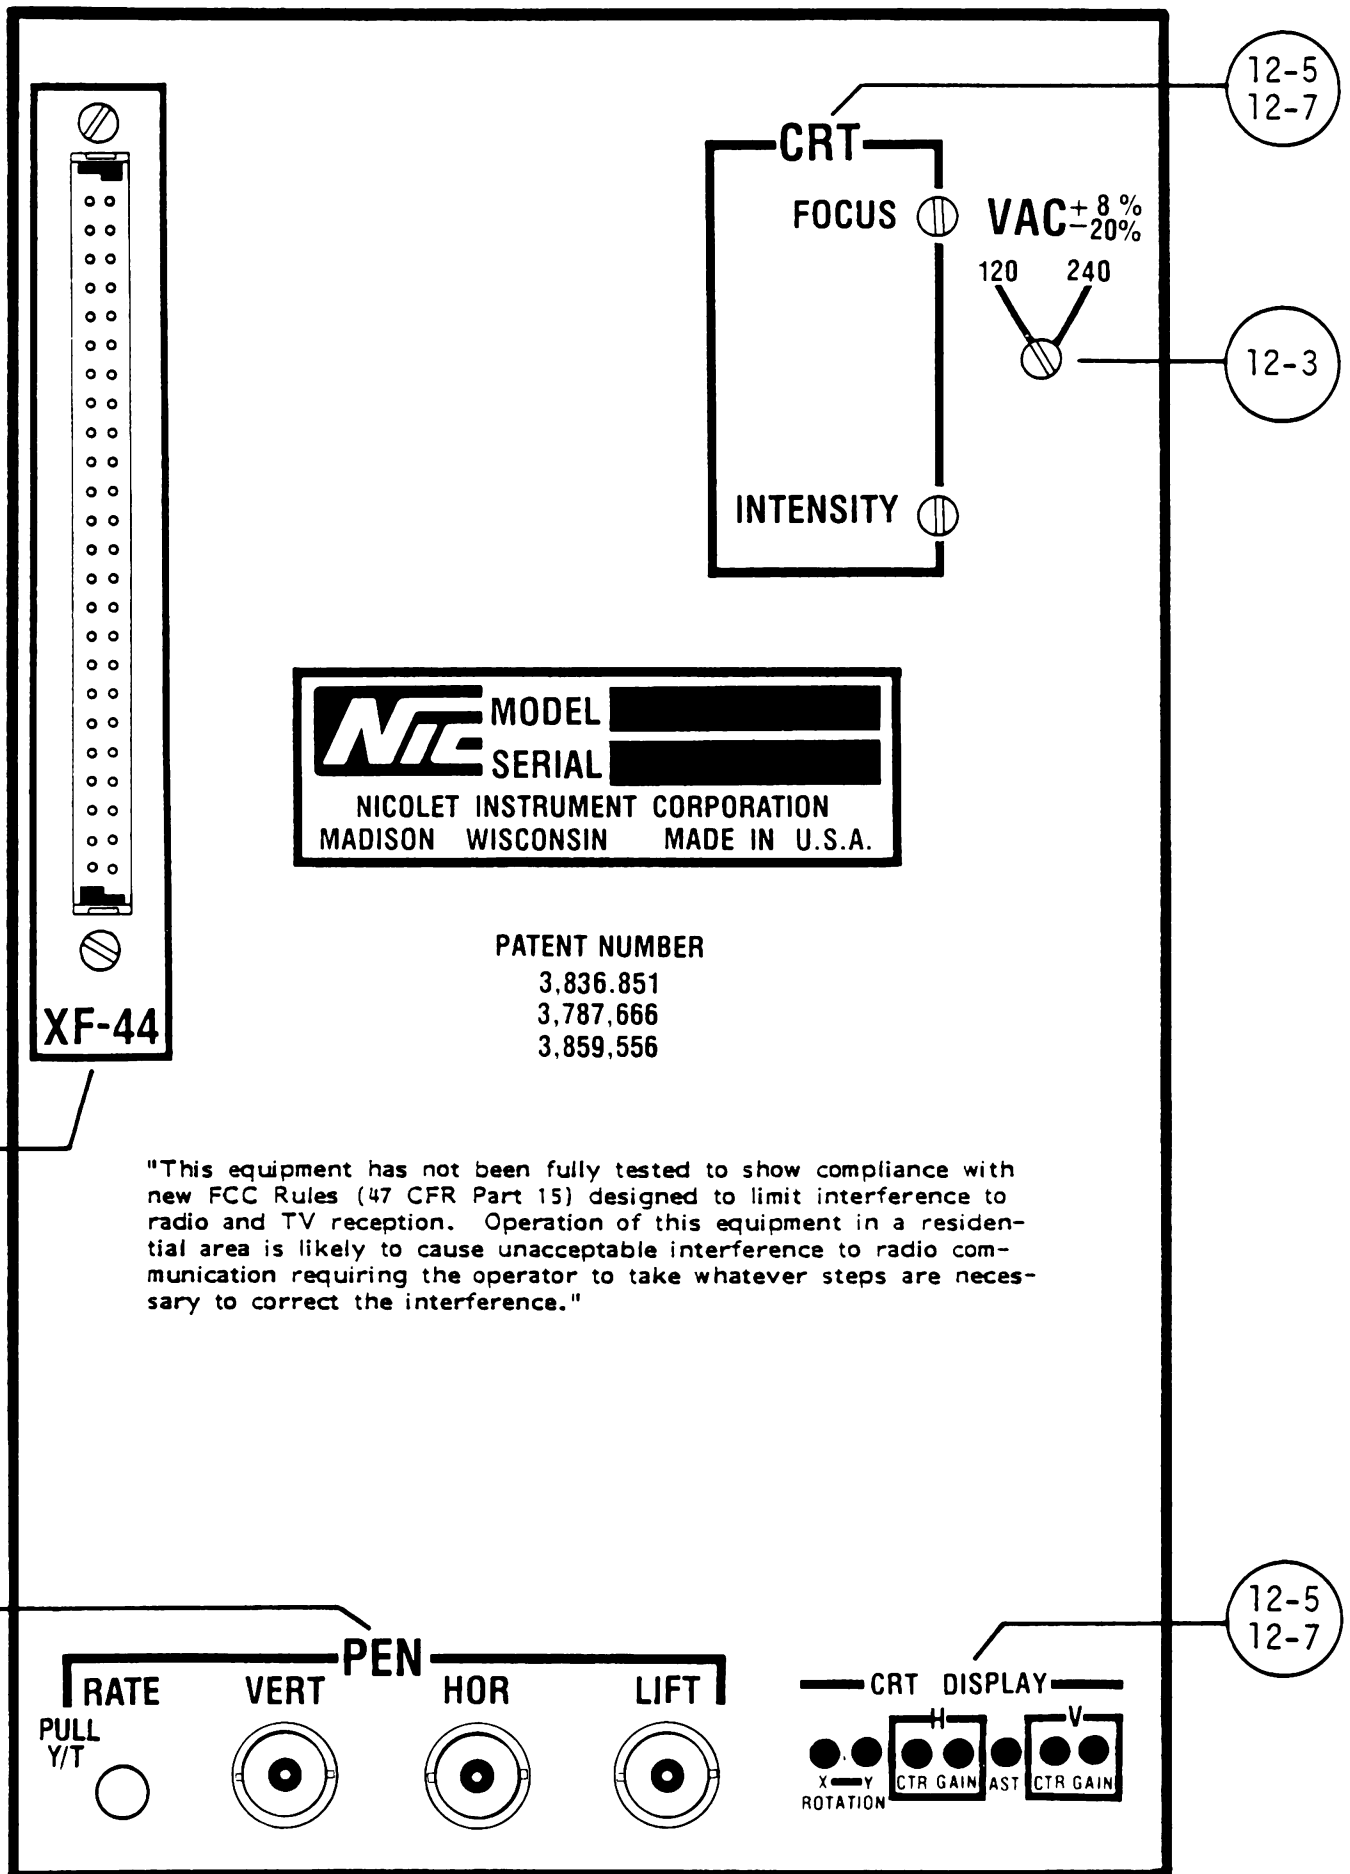 12-5
12-7
CRT
FOCUS
VAC +8% -20%
120 240
12-3
INTENSITY
NIC MODEL
SERIAL
NICOLET INSTRUMENT CORPORATION
MADISON WISCONSIN MADE IN U.S.A.
PATENT NUMBER
3,836.851
3,787,666
3,859,556
XF-44
"This equipment has not been fully tested to show compliance with
new FCC Rules (47 CFR Part 15) designed to limit interference to
radio and TV reception. Operation of this equipment in a residen-
tial area is likely to cause unacceptable interference to radio com-
munication requiring the operator to take whatever steps are neces-
sary to correct the interference."
12-5
12-7
PEN
RATE VERT HOR LIFT
PULL
Y/T
CRT DISPLAY
H V
X Y CTR GAIN AST CTR GAIN
ROTATION